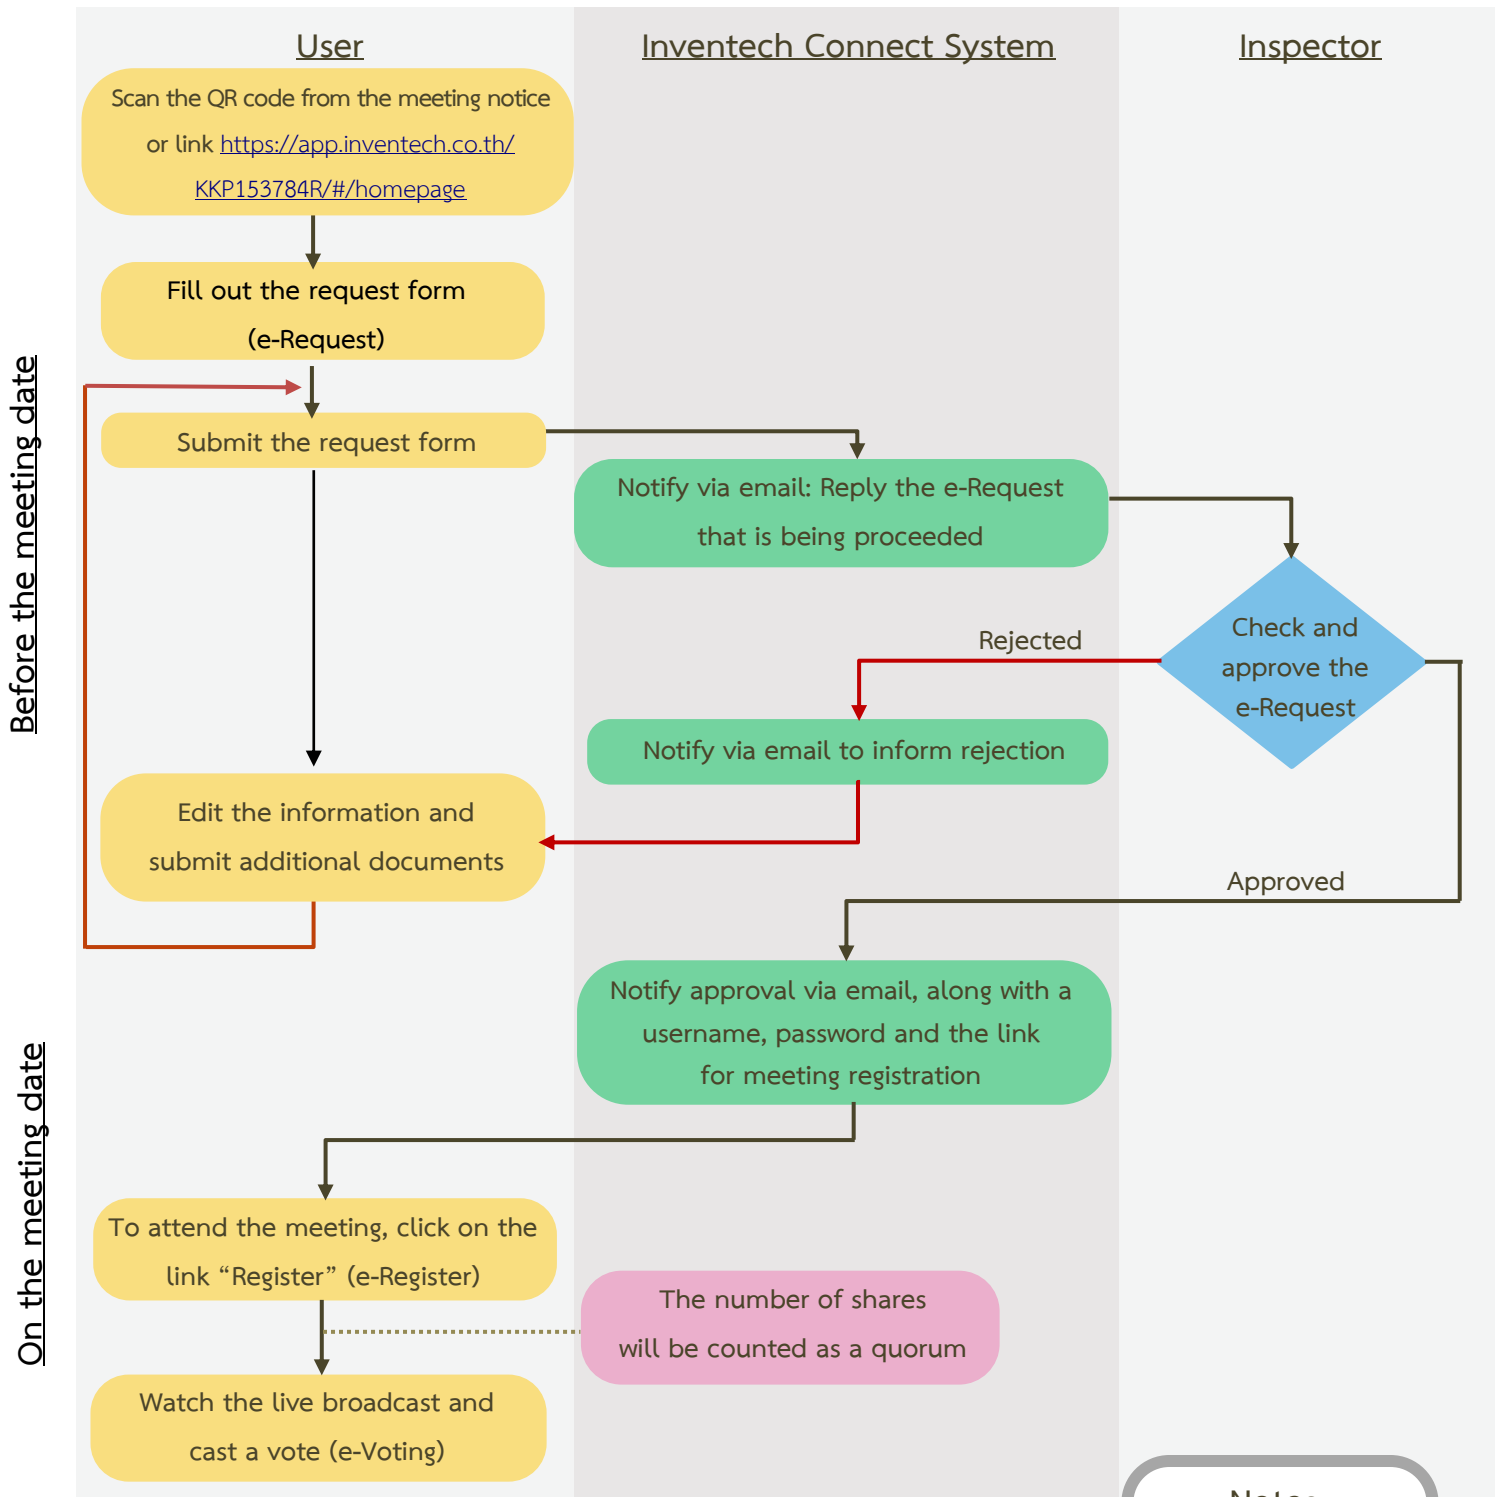 User
Inventech Connect System
Inspector
Scan the QR code from the meeting notice
or link https://app.inventech.co.th/
KKP153784R/#/homepage
Fill out the request form
(e-Request)
Before the meeting date
Submit the request form
Notify via email: Reply the e-Request
that is being proceeded
Check and
approve the
e-Request
Rejected
Notify via email to inform rejection
Edit the information and
submit additional documents
Approved
Notify approval via email, along with a
username, password and the link
for meeting registration
On the meeting date
To attend the meeting, click on the
link “Register” (e-Register)
The number of shares
will be counted as a quorum
Watch the live broadcast and
cast a vote (e-Voting)